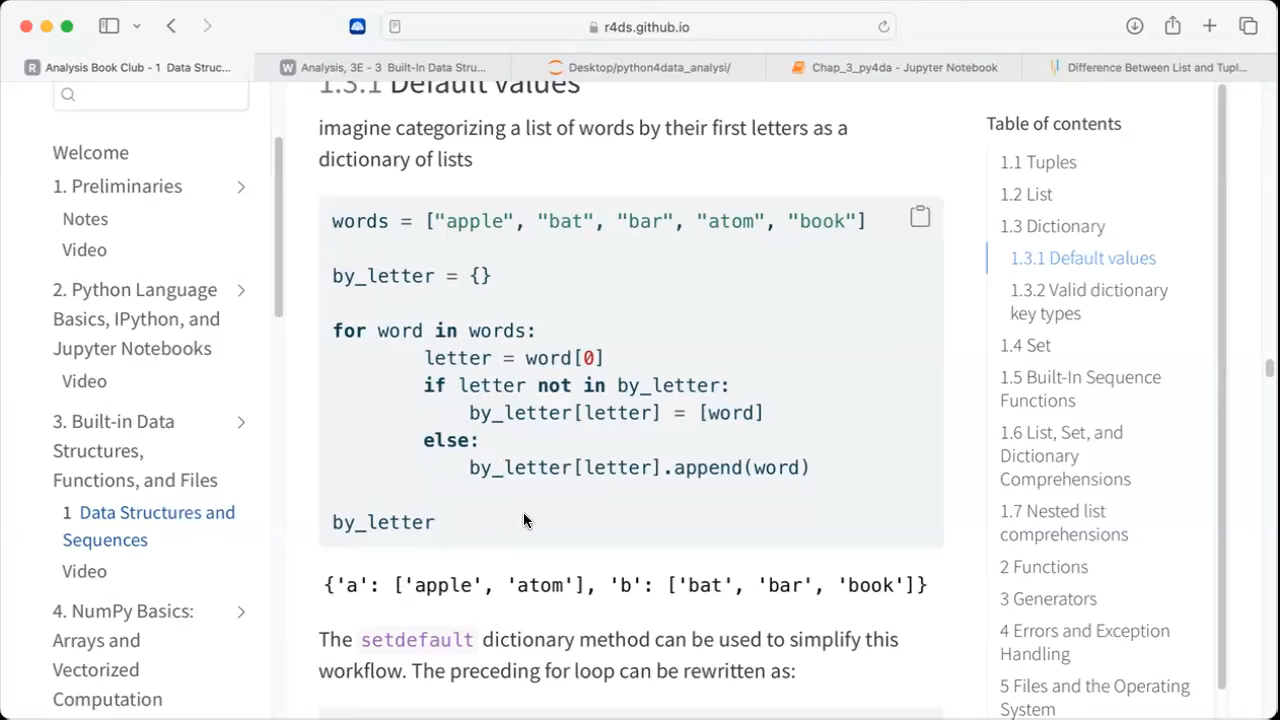 r4ds.github.io
R Analysis Book Club - 1 Data Struc...
W Analysis, 3E - 3 Built-In Data Stru...
Desktop/python4data_analysi/
Chap_3_py4da - Jupyter Notebook
Difference Between List and Tupl...
Welcome
1. Preliminaries
Notes
Video
2. Python Language
Basics, IPython, and
Jupyter Notebooks
Video
3. Built-in Data
Structures,
Functions, and Files
1 Data Structures and
Sequences
Video
4. NumPy Basics:
Arrays and
Vectorized
Computation
1.3.1 Default values
imagine categorizing a list of words by their first letters as a
dictionary of lists
words = ["apple", "bat", "bar", "atom", "book"]
by_letter = {}
for word in words:
letter = word[0]
if letter not in by_letter:
by_letter[letter] = [word]
else:
by_letter[letter].append(word)
by_letter
{'a': ['apple', 'atom'], 'b': ['bat', 'bar', 'book']}
The setdefault dictionary method can be used to simplify this
workflow. The preceding for loop can be rewritten as:
Table of contents
1.1 Tuples
1.2 List
1.3 Dictionary
1.3.1 Default values
1.3.2 Valid dictionary
key types
1.4 Set
1.5 Built-In Sequence
Functions
1.6 List, Set, and
Dictionary
Comprehensions
1.7 Nested list
comprehensions
2 Functions
3 Generators
4 Errors and Exception
Handling
5 Files and the Operating
System